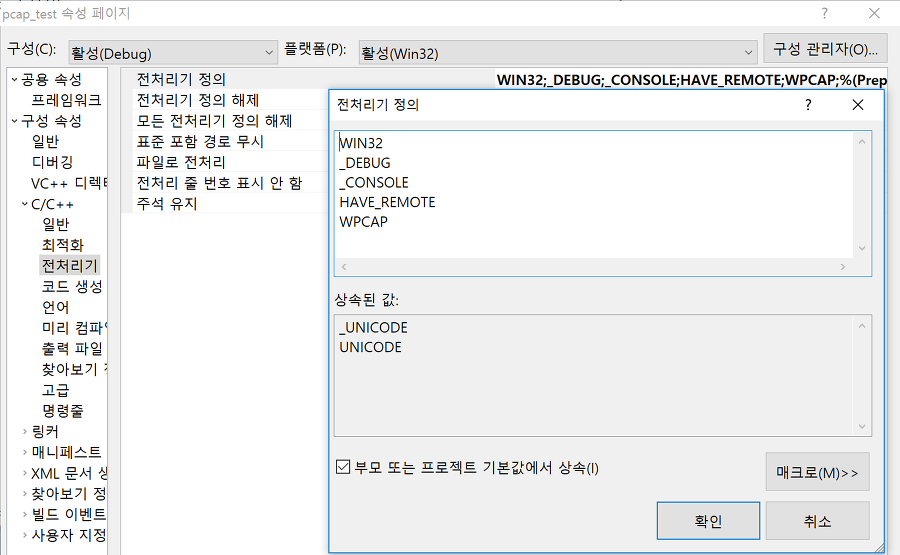 pcap_test 속성 페이지
구성(C): 활성(Debug) 플랫폼(P): 활성(Win32) 구성 관리자(O)...
공용 속성
프레임워크
구성 속성
일반
디버깅
VC++ 디렉터
C/C++
일반
최적화
전처리기
코드 생성
언어
미리 컴파일
출력 파일
찾아보기
고급
명령줄
링커
매니페스트
XML 문서 생
찾아보기 정
빌드 이벤트
사용자 지정
전처리기 정의 WIN32;_DEBUG;_CONSOLE;HAVE_REMOTE;WPCAP;%(Prep
전처리기 정의 해제
모든 전처리기 정의 해제
표준 포함 경로 무시
파일로 전처리
전처리 줄 번호 표시 안 함
주석 유지
전처리기 정의
WIN32
_DEBUG
_CONSOLE
HAVE_REMOTE
WPCAP
상속된 값:
_UNICODE
UNICODE
부모 또는 프로젝트 기본값에서 상속(I)
매크로(M)>>
확인
취소